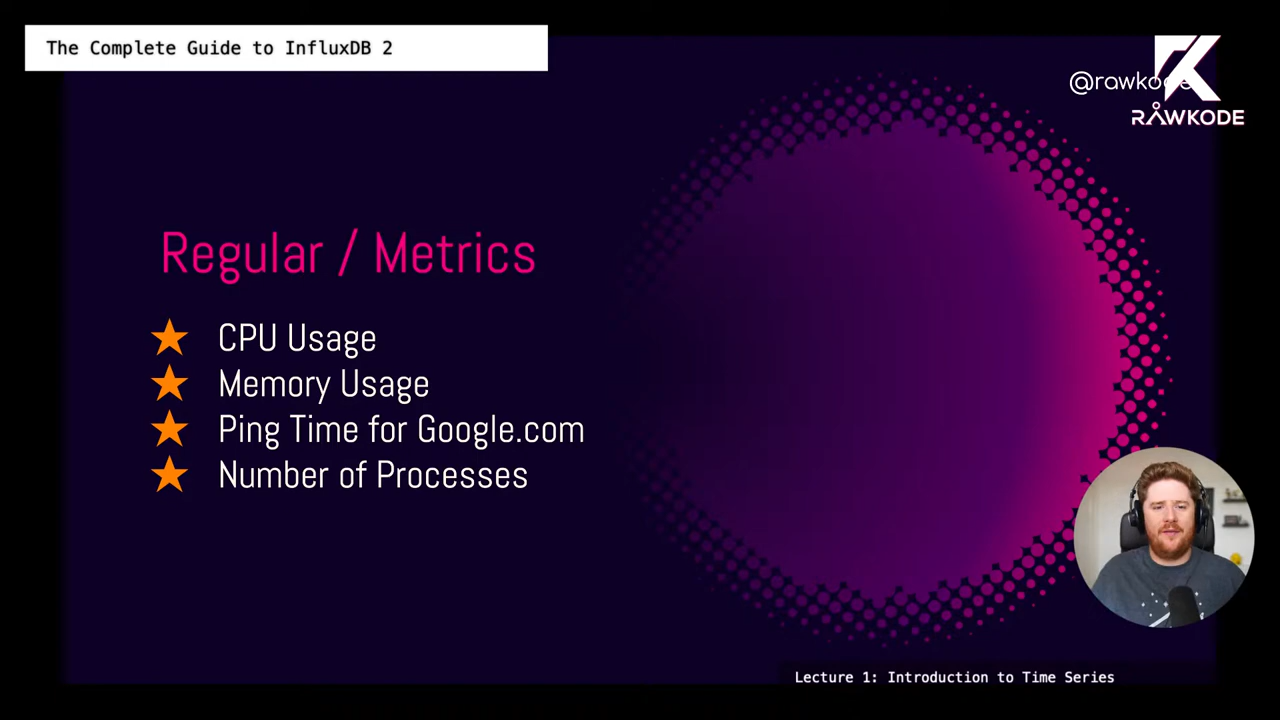 The Complete Guide to InfluxDB 2
@rawkode
RAWKODE
Regular / Metrics
CPU Usage
Memory Usage
Ping Time for Google.com
Number of Processes
Lecture 1: Introduction to Time Series